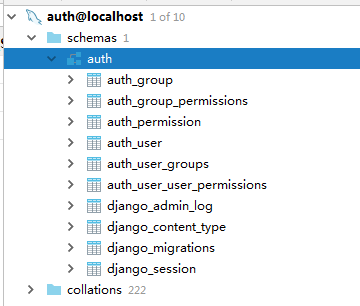 auth@localhost 1 of 10
schemas 1
auth
auth_group
auth_group_permissions
auth_permission
auth_user
auth_user_groups
auth_user_user_permissions
django_admin_log
django_content_type
django_migrations
django_session
collations 222